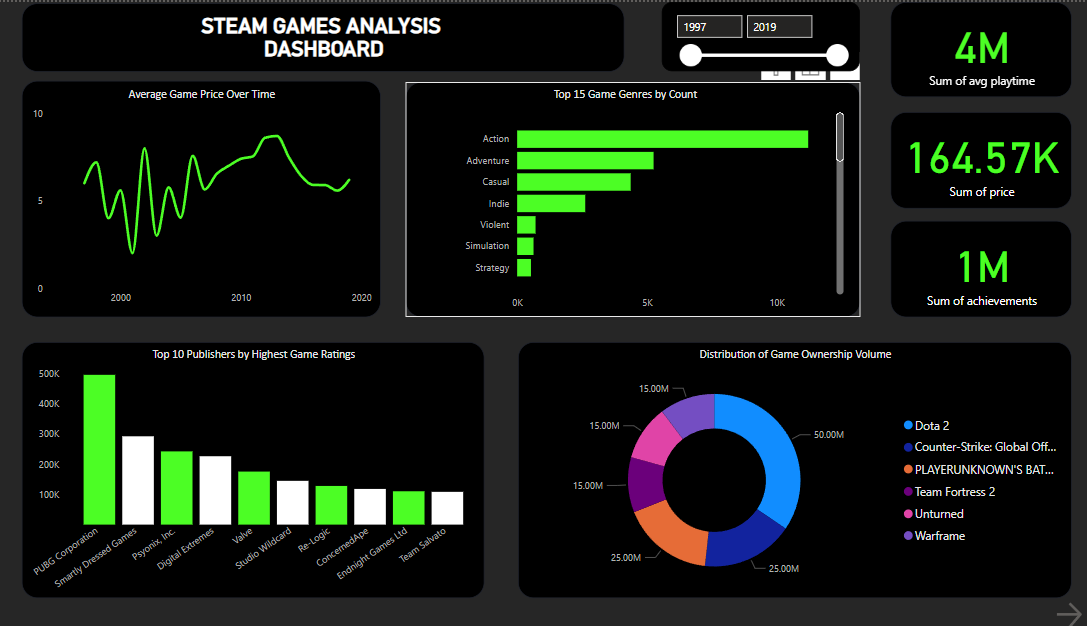 STEAM GAMES ANALYSIS
DASHBOARD
1997
2019
4M
Sum of avg playtime
Average Game Price Over Time
10
5
0
2000
2010
2020
Top 15 Game Genres by Count
Action
Adventure
Casual
Indie
Violent
Simulation
Strategy
0K
5K
10K
164.57K
Sum of price
1M
Sum of achievements
Top 10 Publishers by Highest Game Ratings
500K
400K
300K
200K
100K
PUBG Corporation
Smartly Dressed Games
Psyonix, Inc.
Digital Extremes
Valve
Studio Wildcard
Re-Logic
ConcernedApe
Endnight Games Ltd
Team Salvato
Distribution of Game Ownership Volume
15.00M
15.00M
15.00M
25.00M
25.00M
50.00M
Dota 2
Counter-Strike: Global Off...
PLAYERUNKNOWN'S BAT...
Team Fortress 2
Unturned
Warframe